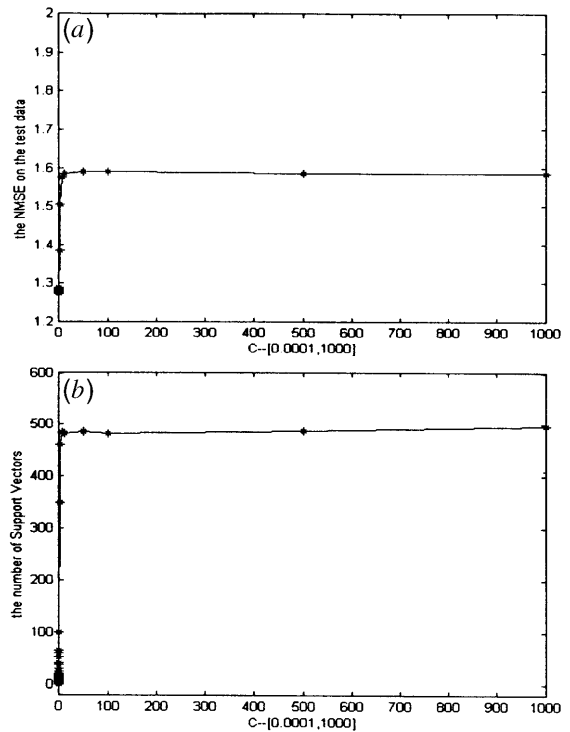 (a)
the NMSE on the test data
2
1.9
1.8
1.7
1.6
1.5
1.4
1.3
1.2
0 100 200 300 400 500 600 700 800 900 1000
C--[0.0001,1000]
(b)
the number of Support Vectors
600
500
400
300
200
100
0
0 100 200 300 400 500 600 700 800 900 1000
C--[0.0001,1000]